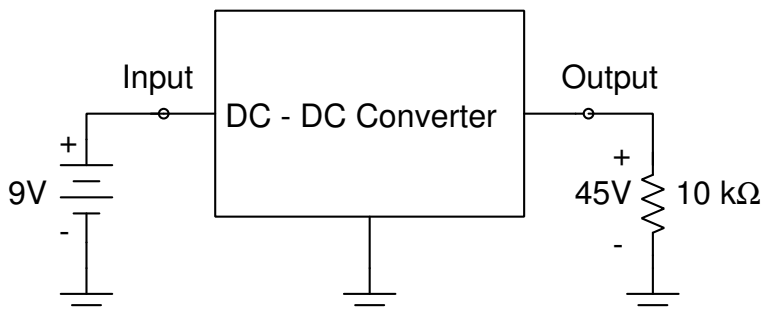 Input
Output
DC - DC Converter
+
9V
-
+
45V
10 kΩ
-